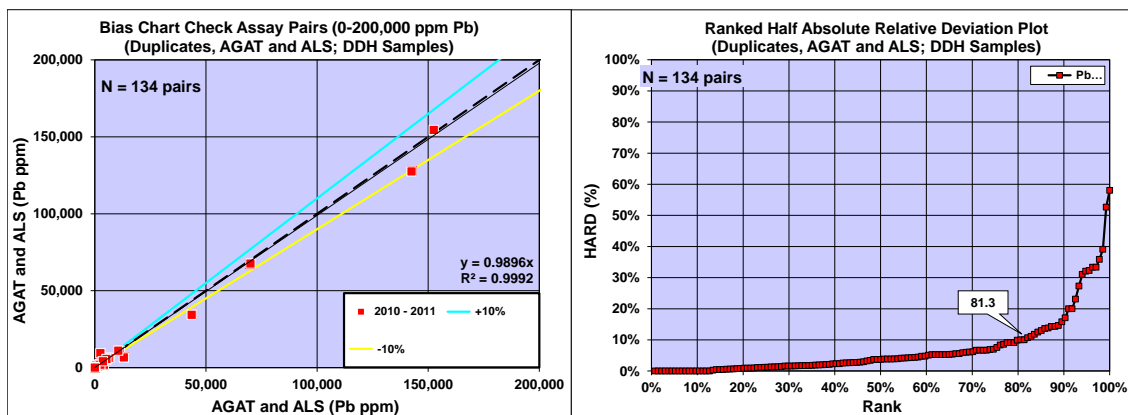 Bias Chart Check Assay Pairs (0-200,000 ppm Pb)
(Duplicates, AGAT and ALS; DDH Samples)
N = 134 pairs
AGAT and ALS (Pb ppm)
200,000
150,000
100,000
50,000
0
0
50,000
100,000
150,000
200,000
AGAT and ALS (Pb ppm)
y = 0.9896x
R² = 0.9992
2010 - 2011
+10%
-10%
Ranked Half Absolute Relative Deviation Plot
(Duplicates, AGAT and ALS; DDH Samples)
N = 134 pairs
Pb...
HARD (%)
100%
90%
80%
70%
60%
50%
40%
30%
20%
10%
0%
81.3
0%
10%
20%
30%
40%
50%
60%
70%
80%
90%
100%
Rank